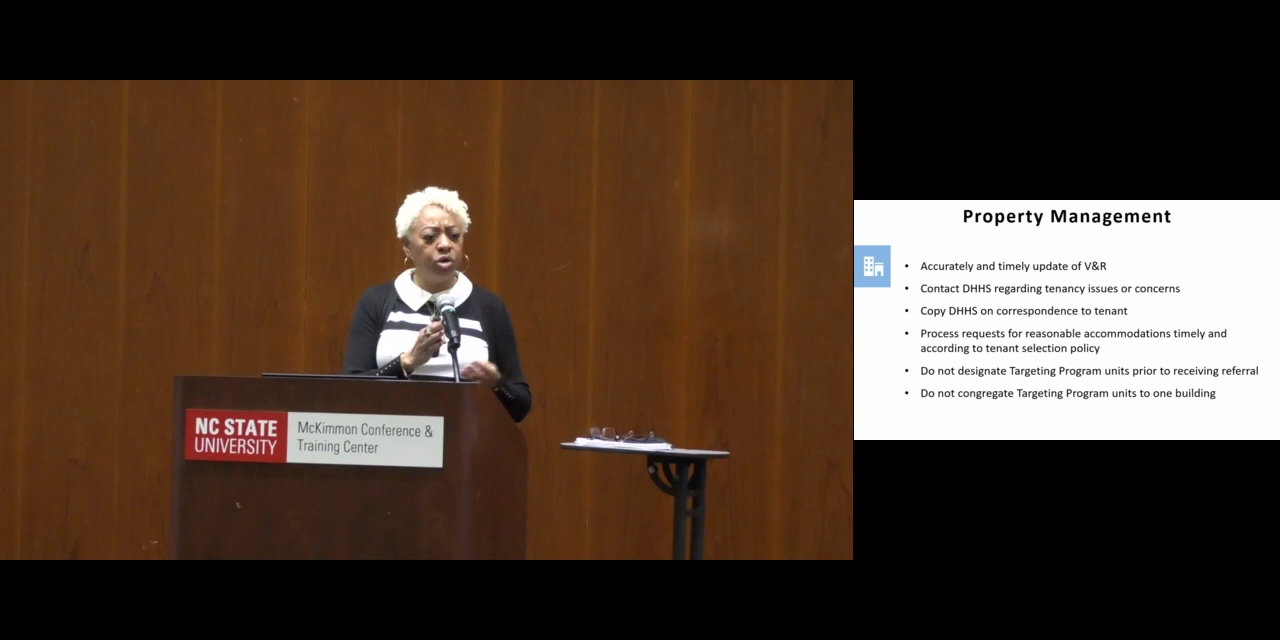 NC STATE
UNIVERSITY
McKimmon Conference &
Training Center
Property Management
• Accurately and timely update of V&R
• Contact DHHS regarding tenancy issues or concerns
• Copy DHHS on correspondence to tenant
• Process requests for reasonable accommodations timely and
according to tenant selection policy
• Do not designate Targeting Program units prior to receiving referral
• Do not congregate Targeting Program units to one building